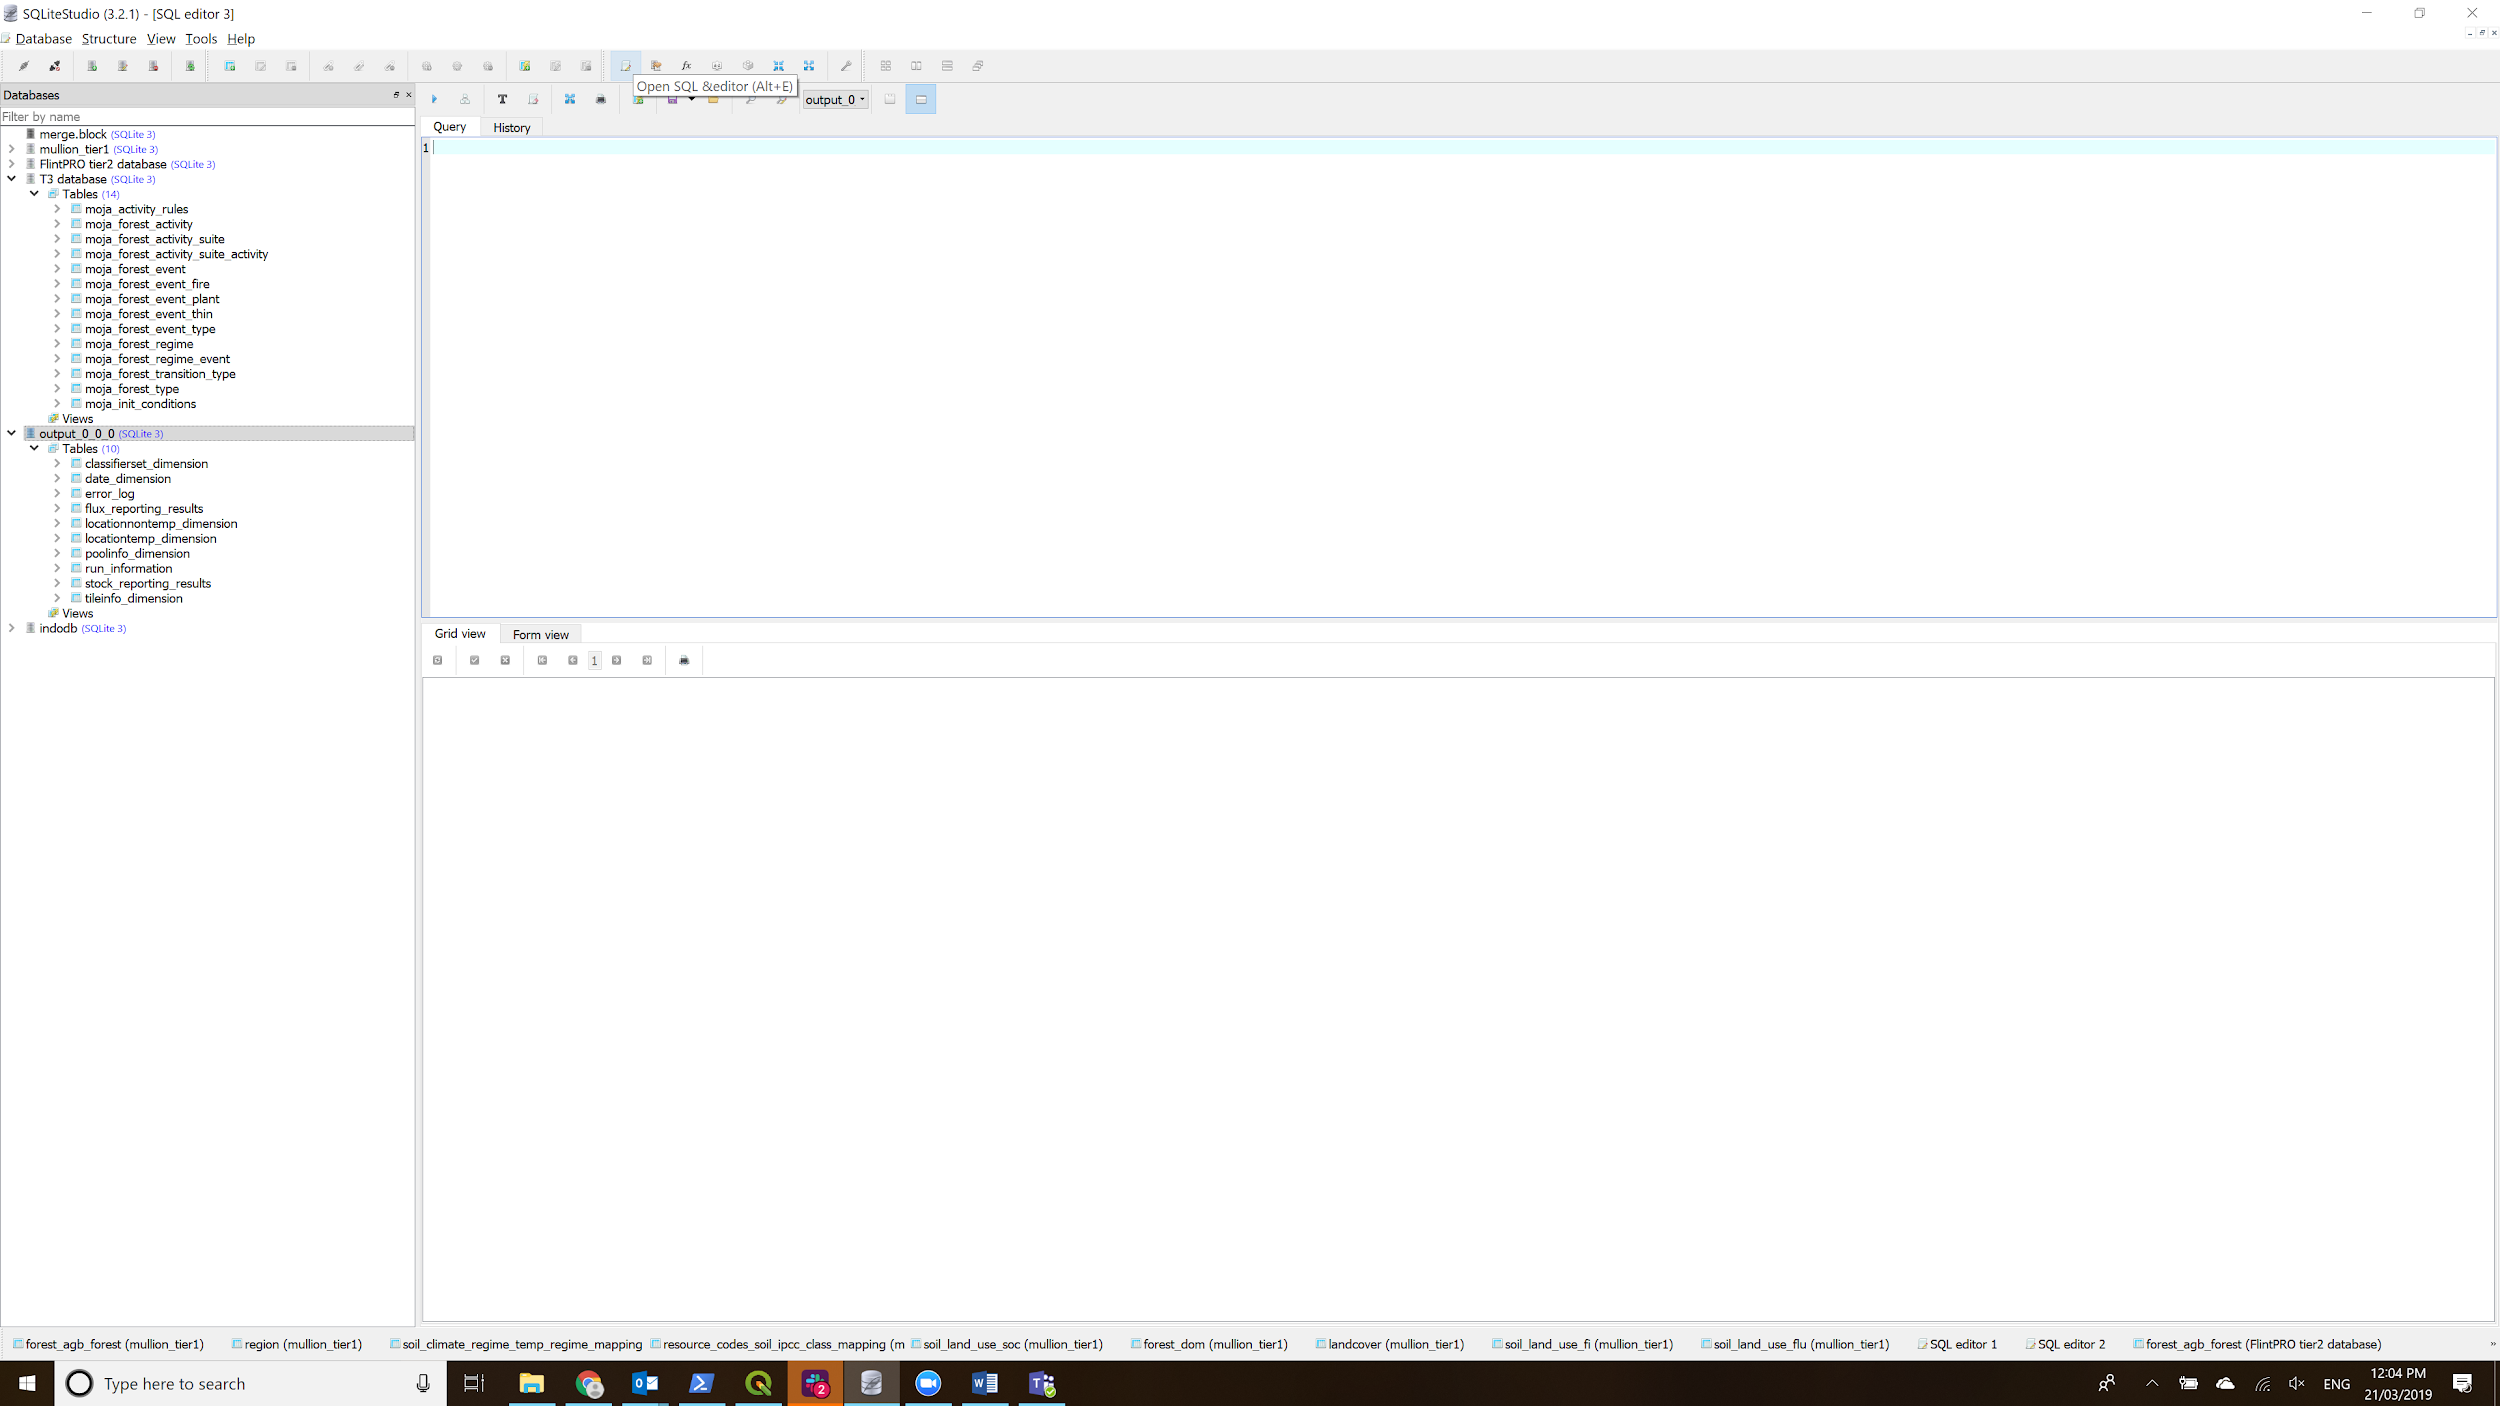 SQLiteStudio (3.2.1) - [SQL editor 3]
Database Structure View Tools Help
Open SQL &editor (Alt+E)
Databases
output_0
Filter by name
Query History
1
merge.block (SQLite 3)
mullion_tier1 (SQLite 3)
FlintPRO tier2 database (SQLite 3)
T3 database (SQLite 3)
Tables (14)
moja_activity_rules
moja_forest_activity
moja_forest_activity_suite
moja_forest_activity_suite_activity
moja_forest_event
moja_forest_event_fire
moja_forest_event_plant
moja_forest_event_thin
moja_forest_event_type
moja_forest_regime
moja_forest_regime_event
moja_forest_transition_type
moja_forest_type
moja_init_conditions
Views
output_0_0_0 (SQLite 3)
Tables (10)
classifierset_dimension
date_dimension
error_log
flux_reporting_results
locationnontemp_dimension
locationtemp_dimension
poolinfo_dimension
run_information
stock_reporting_results
tileinfo_dimension
Views
indodb (SQLite 3)
Grid view Form view
1
forest_agb_forest (mullion_tier1) region (mullion_tier1) soil_climate_regime_temp_regime_mapping resource_codes_soil_ipcc_class_mapping (m soil_land_use_soc (mullion_tier1) forest_dom (mullion_tier1) landcover (mullion_tier1) soil_land_use_fi (mullion_tier1) soil_land_use_flu (mullion_tier1) SQL editor 1 SQL editor 2 forest_agb_forest (FlintPRO tier2 database) »
Type here to search
2
ENG
12:04 PM
21/03/2019